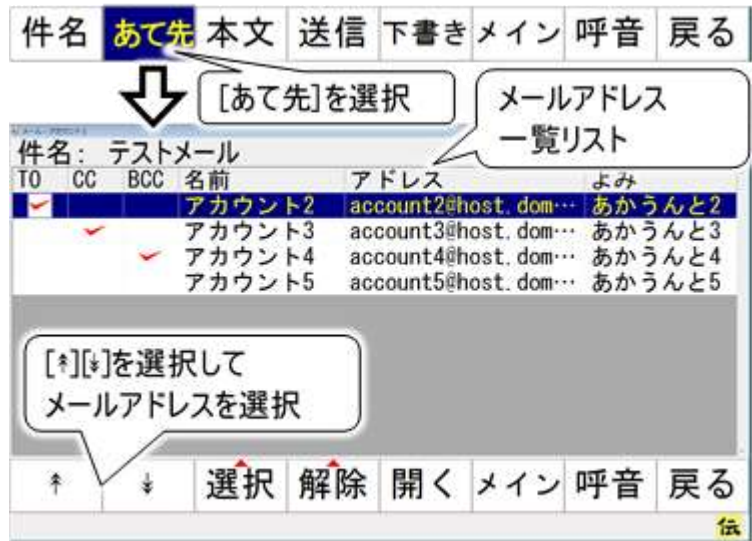 件名 あて先 本文 送信 下書き メイン 呼音 戻る
[あて先]を選択
メールアドレス
一覧リスト
件名: テストメール
TO CC BCC 名前 アドレス よみ
アカウント2 account2@host.dom… あかうんと2
アカウント3 account3@host.dom… あかうんと3
アカウント4 account4@host.dom… あかうんと4
アカウント5 account5@host.dom… あかうんと5
[↟][↡]を選択して
メールアドレスを選択
↟ ↡ 選択 解除 開く メイン 呼音 戻る
伝